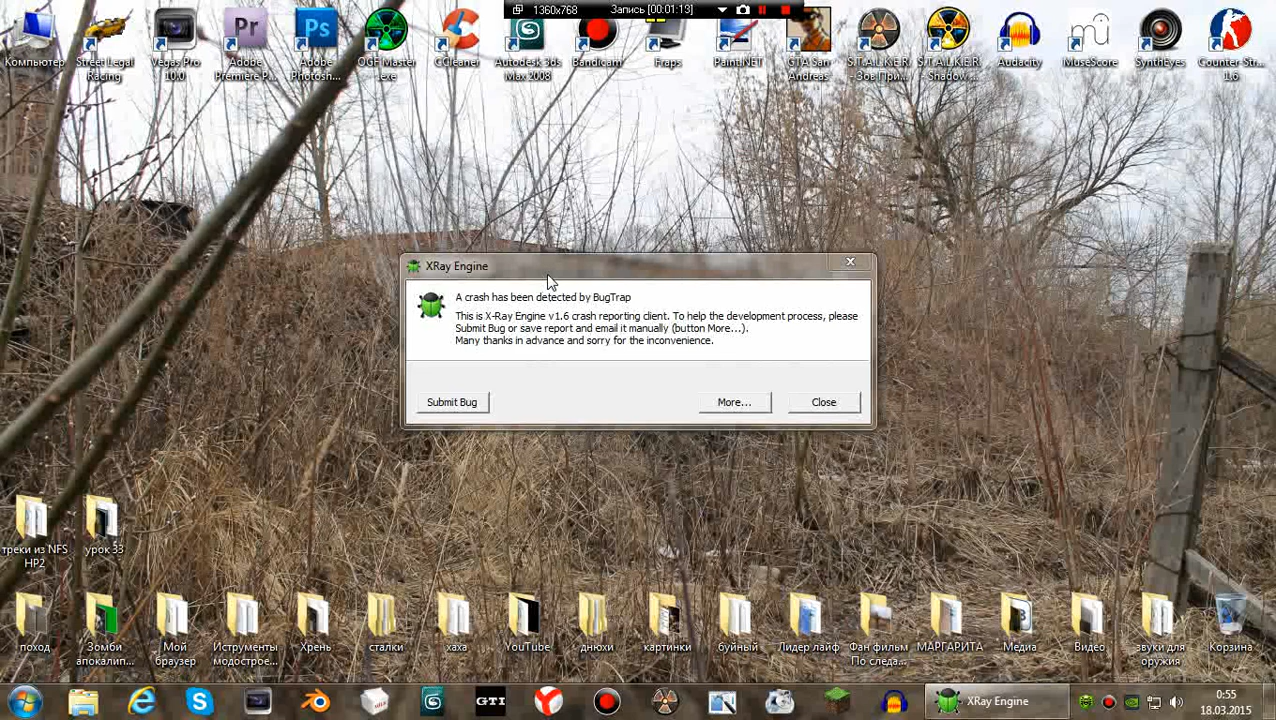 1360x768
Запись [00:01:13]
Компьютер
Street Legal
Racing
Vegas Pro
10.0
Adobe
Premiere P...
Adobe
Photosh...
OGF Master
.exe
CCleaner
Autodesk 3ds
Max 2008
Bandicam
Fraps
Paint.NET
GTA San
Andreas
S.T.A.L.K.E.R.
- Зов При...
S.T.A.L.K.E.R.
- Shadow ...
Audacity
MuseScore
SynthEyes
Counter-Str...
1.6
XRay Engine
A crash has been detected by BugTrap
This is X-Ray Engine v1.6 crash reporting client. To help the development process, please
Submit Bug or save report and email it manually (button More...).
Many thanks in advance and sorry for the inconvenience.
Submit Bug
More...
Close
треки из NFS
HP2
урок 33
поход
Зомби
апокалип...
Мой
браузер
Иструменты
модострое...
Хрень
сталки
хаха
YouTube
днюхи
картинки
буйный
Лидер лайф
Фан фильм
По следа...
МАРГАРИТА
Медиа
Видео
звуки для
оружия
Корзина
GTI
XRay Engine
0:55
18.03.2015